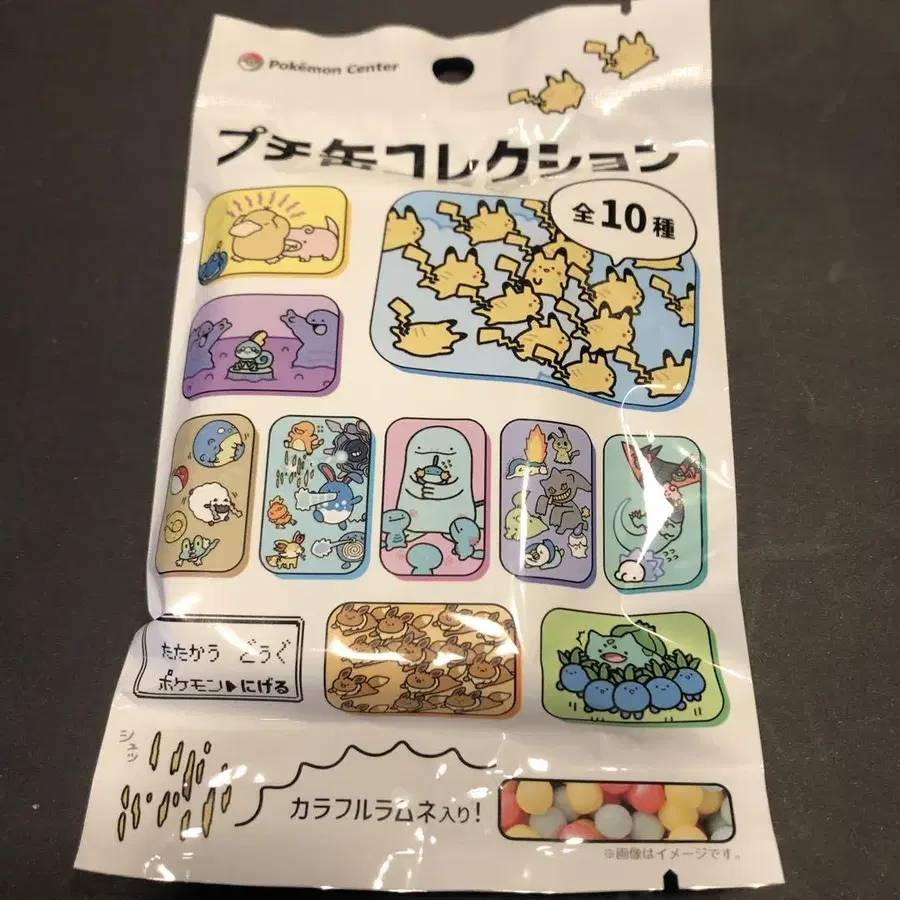 Pokémon Center
プチ缶コレクション
全10種
たたかう どうぐ
ポケモン▶にげる
シュッ
カラフルラムネ入り!
※画像はイメージです。